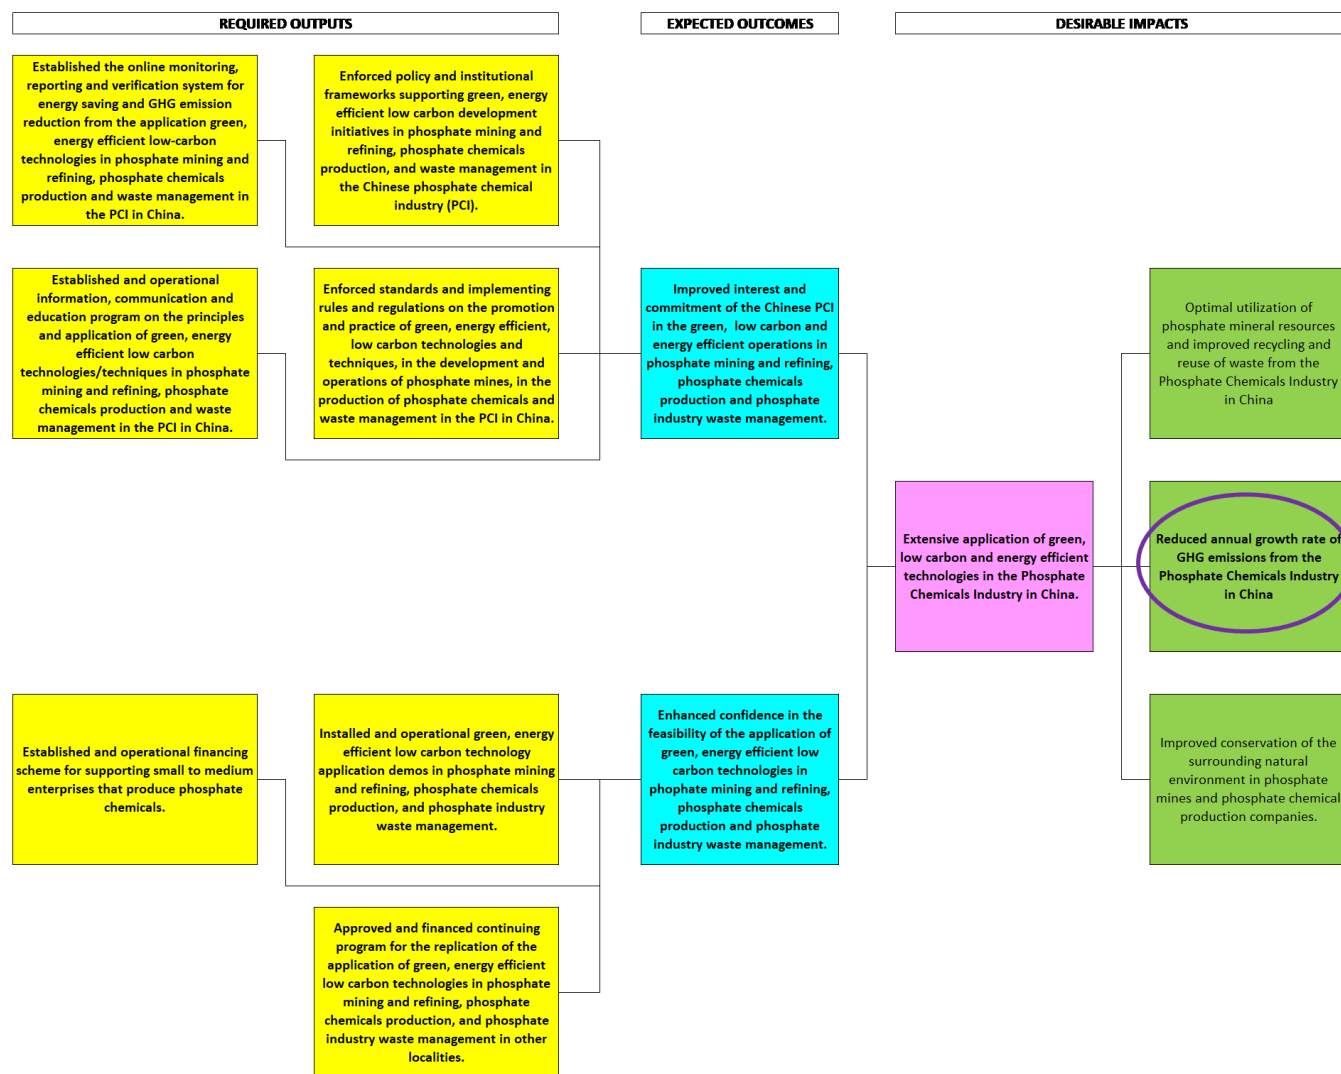 REQUIRED OUTPUTS
EXPECTED OUTCOMES
DESIRABLE IMPACTS
Established the online monitoring,
reporting and verification system for
energy saving and GHG emission
reduction from the application green,
energy efficient low-carbon
technologies in phosphate mining and
refining, phosphate chemicals
production and waste management in
the PCI in China.
Enforced policy and institutional
frameworks supporting green, energy
efficient low carbon development
initiatives in phosphate mining and
refining, phosphate chemicals
production, and waste management in
the Chinese phosphate chemical
industry (PCI).
Established and operational
information, communication and
education program on the principles
and application of green, energy
efficient low carbon
technologies/techniques in phosphate
mining and refining, phosphate
chemicals production and waste
management in the PCI in China.
Enforced standards and implementing
rules and regulations on the promotion
and practice of green, energy efficient,
low carbon technologies and
techniques, in the development and
operations of phosphate mines, in the
production of phosphate chemicals and
waste management in the PCI in China.
Improved interest and
commitment of the Chinese PCI
in the green, low carbon and
energy efficient operations in
phosphate mining and refining,
phosphate chemicals
production and phosphate
industry waste management.
Optimal utilization of
phosphate mineral resources
and improved recycling and
reuse of waste from the
Phosphate Chemicals Industry
in China
Extensive application of green,
low carbon and energy efficient
technologies in the Phosphate
Chemicals Industry in China.
Reduced annual growth rate of
GHG emissions from the
Phosphate Chemicals Industry
in China
Established and operational financing
scheme for supporting small to medium
enterprises that produce phosphate
chemicals.
Installed and operational green, energy
efficient low carbon technology
application demos in phosphate mining
and refining, phosphate chemicals
production, and phosphate industry
waste management.
Enhanced confidence in the
feasibility of the application of
green, energy efficient low
carbon technologies in
phophate mining and refining,
phosphate chemicals
production and phosphate
industry waste management.
Improved conservation of the
surrounding natural
environment in phosphate
mines and phosphate chemical
production companies.
Approved and financed continuing
program for the replication of the
application of green, energy efficient
low carbon technologies in phosphate
mining and refining, phosphate
chemicals production, and phosphate
industry waste management in other
localities.